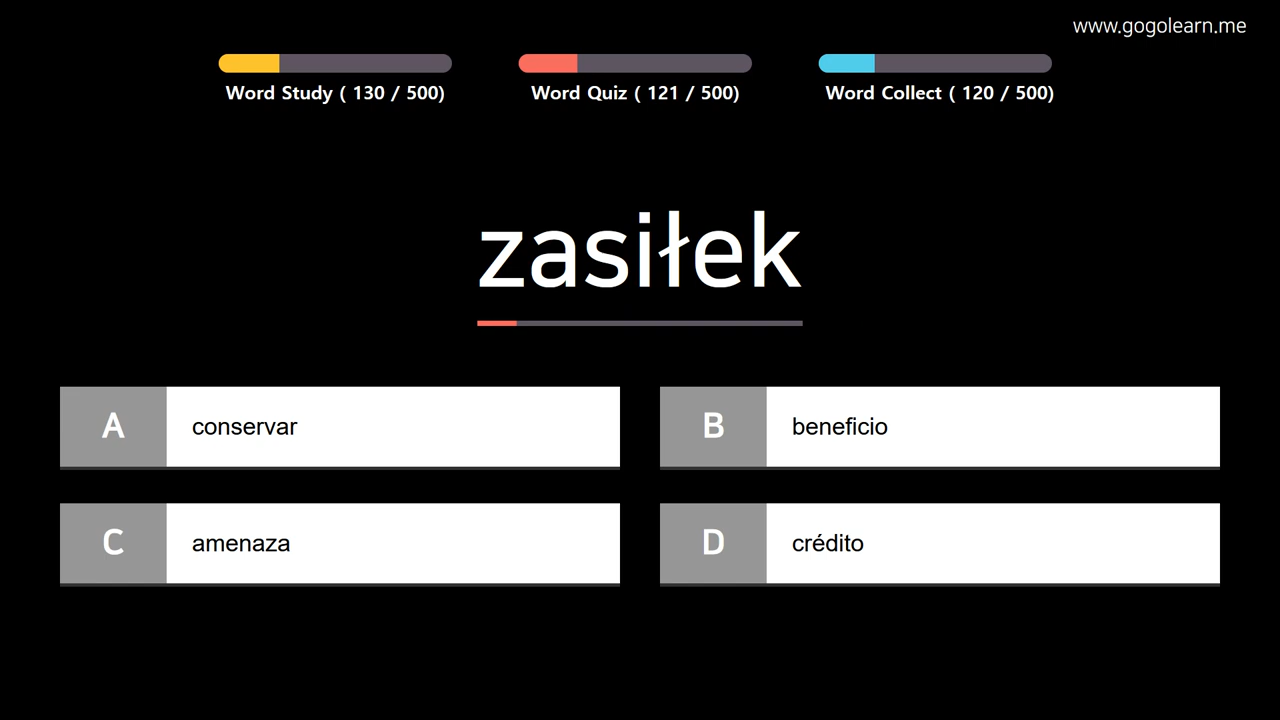 www.gogolearn.me
Word Study ( 130 / 500)
Word Quiz ( 121 / 500)
Word Collect ( 120 / 500)
zasiłek
A conservar
B beneficio
C amenaza
D crédito